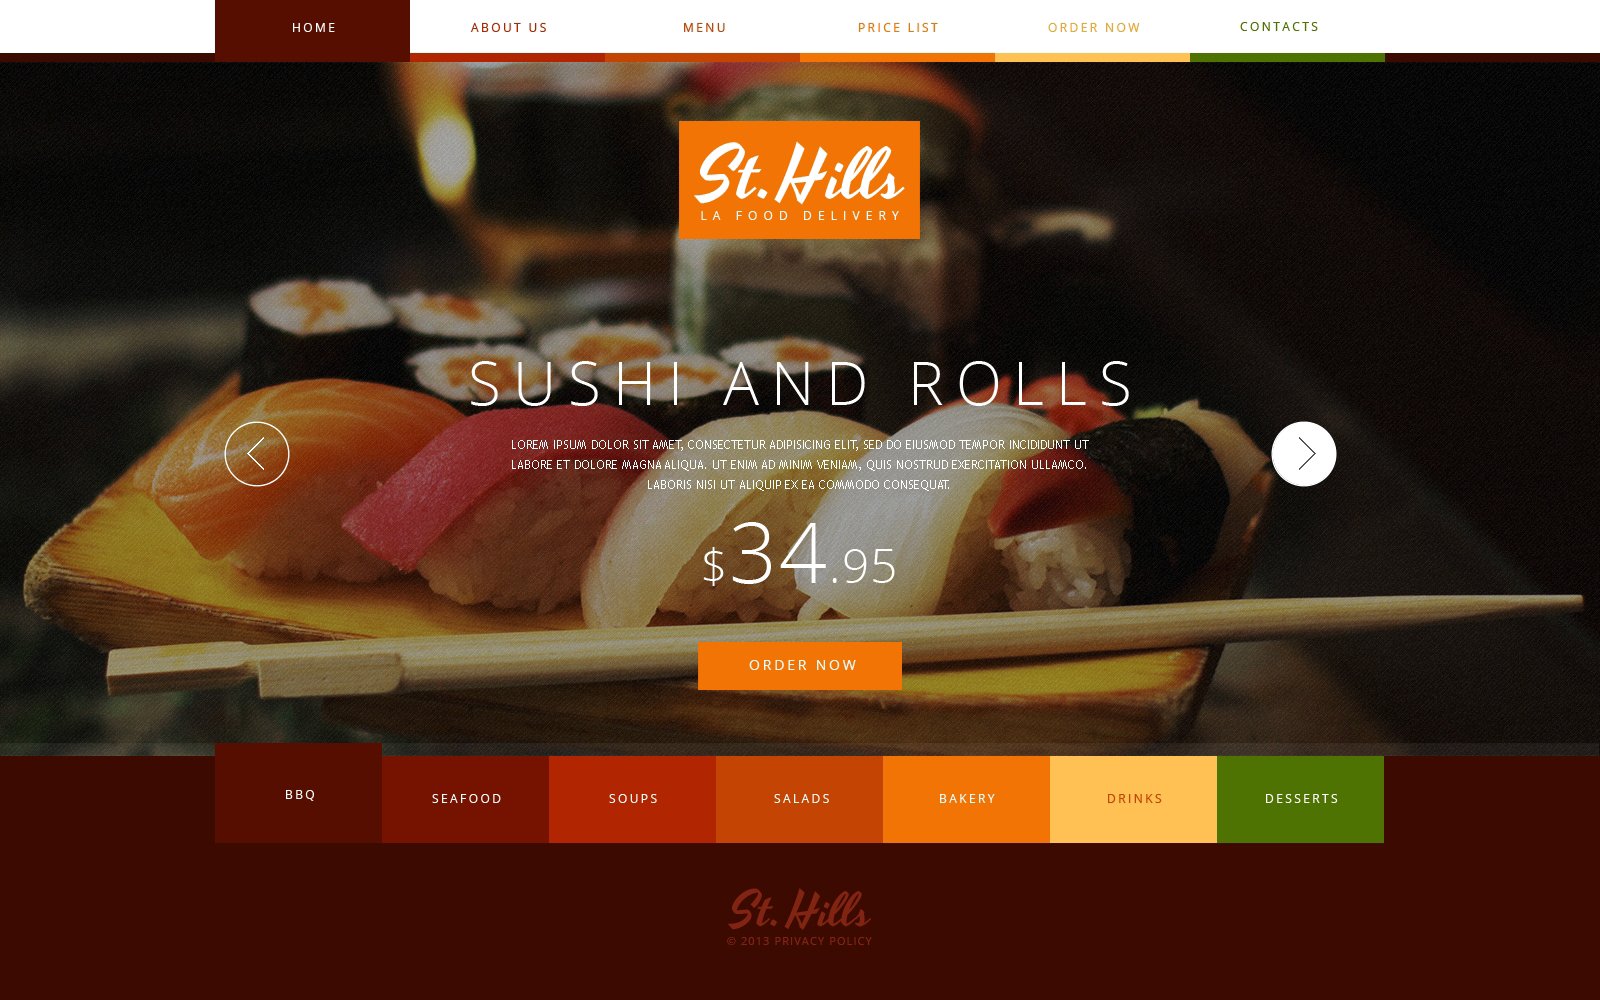 HOME ABOUT US MENU PRICE LIST ORDER NOW CONTACTS
St. Hills
LA FOOD DELIVERY
SUSHI AND ROLLS
LOREM IPSUM DOLOR SIT AMET, CONSECTETUR ADIPISICING ELIT, SED DO EIUSMOD TEMPOR INCIDIDUNT UT
LABORE ET DOLORE MAGNA ALIQUA. UT ENIM AD MINIM VENIAM, QUIS NOSTRUD EXERCITATION ULLAMCO.
LABORIS NISI UT ALIQUIP EX EA COMMODO CONSEQUAT.
$34.95
ORDER NOW
BBQ SEAFOOD SOUPS SALADS BAKERY DRINKS DESSERTS
St. Hills
© 2013 PRIVACY POLICY